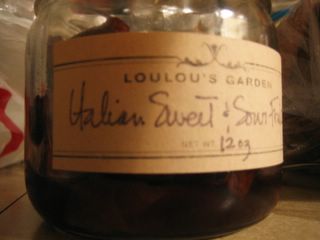 LOULOU'S GARDEN
Italian Sweet & Sour
NET WT. 12 oz